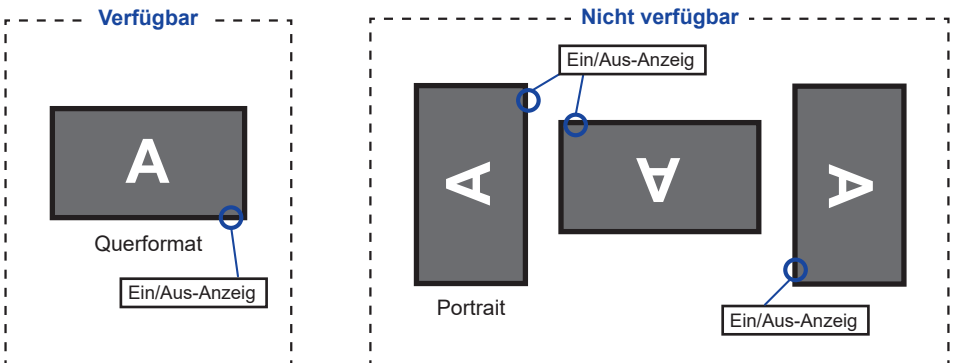 Verfügbar
A
Querformat
Ein/Aus-Anzeig
Nicht verfügbar
Ein/Aus-Anzeig
A
A
A
Portrait
Ein/Aus-Anzeig